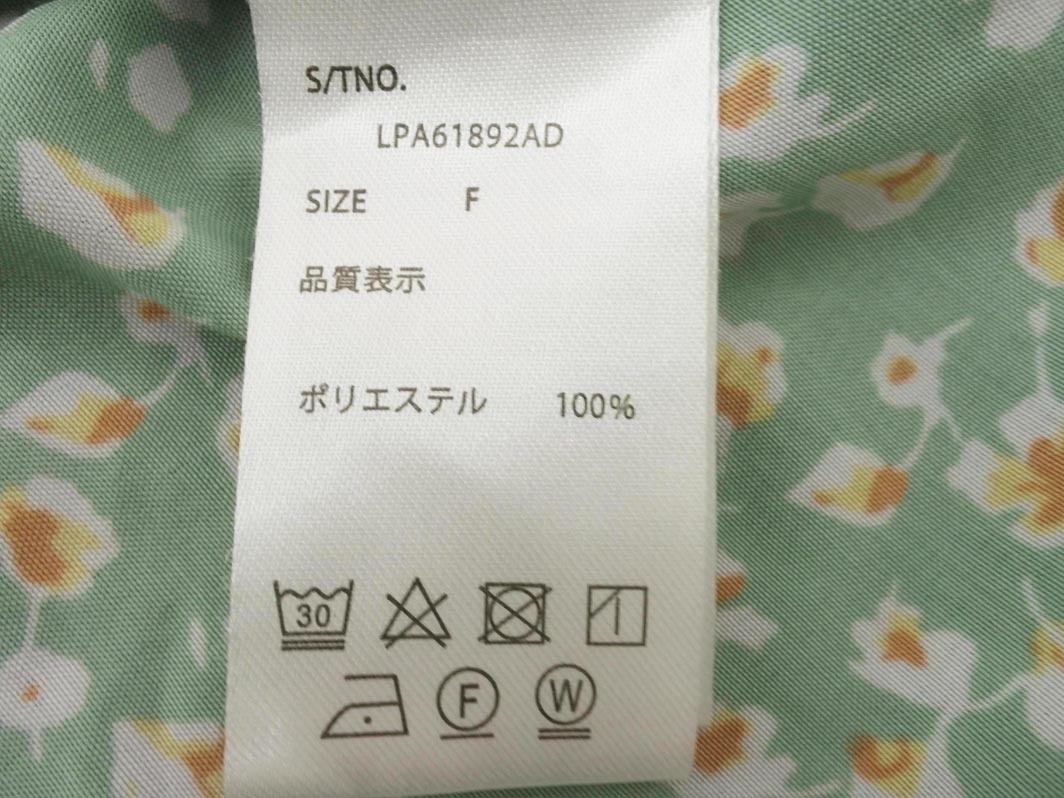 S/TNO.
LPA61892AD
SIZE F
品質表示
ポリエステル 100%
30
F W